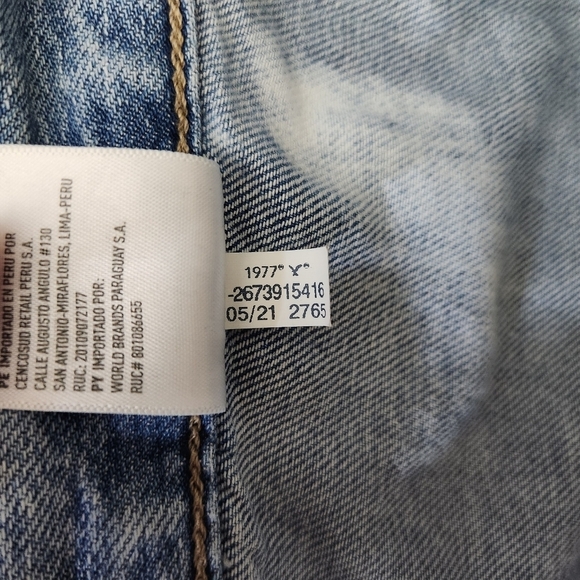 PE IMPORTADO EN PERU POR
CENCOSUD RETAIL PERU S.A.
CALLE AUGUSTO ANGULO #130
SAN ANTONIO-MIRAFLORES, LIMA-PERU
RUC: 20109072177
PY IMPORTADO POR:
WORLD BRANDS PARAGUAY S.A.
RUC# 801086655
1977®
-2673915416
05/21 2765